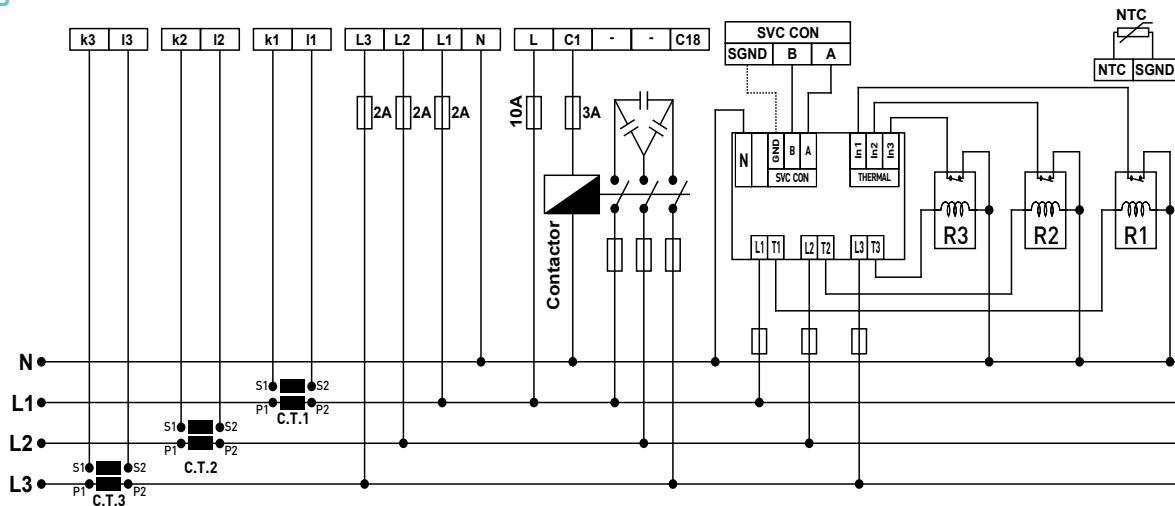 NTC
k3 l3 k2 l2 k1 l1 L3 L2 L1 N L C1 - - C18 SVC CON
SGND B A
NTC SGND
2A 2A 2A 10A 3A
N GND B A In1 In2 In3
SVC CON THERMAL
Contactor
R3 R2 R1
L1 T1 L2 T2 L3 T3
N
S1 S2
L1
P1 P2
C.T.1
S1 S2
L2
P1 P2
C.T.2
S1 S2
L3
P1 P2
C.T.3